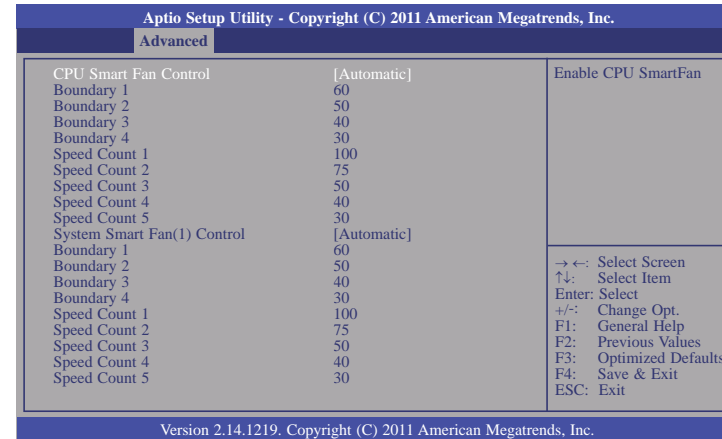 Aptio Setup Utility - Copyright (C) 2011 American Megatrends, Inc.
Advanced
CPU Smart Fan Control [Automatic]
Boundary 1 60
Boundary 2 50
Boundary 3 40
Boundary 4 30
Speed Count 1 100
Speed Count 2 75
Speed Count 3 50
Speed Count 4 40
Speed Count 5 30
System Smart Fan(1) Control [Automatic]
Boundary 1 60
Boundary 2 50
Boundary 3 40
Boundary 4 30
Speed Count 1 100
Speed Count 2 75
Speed Count 3 50
Speed Count 4 40
Speed Count 5 30
Enable CPU SmartFan
→ ←: Select Screen
↑↓: Select Item
Enter: Select
+/-: Change Opt.
F1: General Help
F2: Previous Values
F3: Optimized Defaults
F4: Save & Exit
ESC: Exit
Version 2.14.1219. Copyright (C) 2011 American Megatrends, Inc.